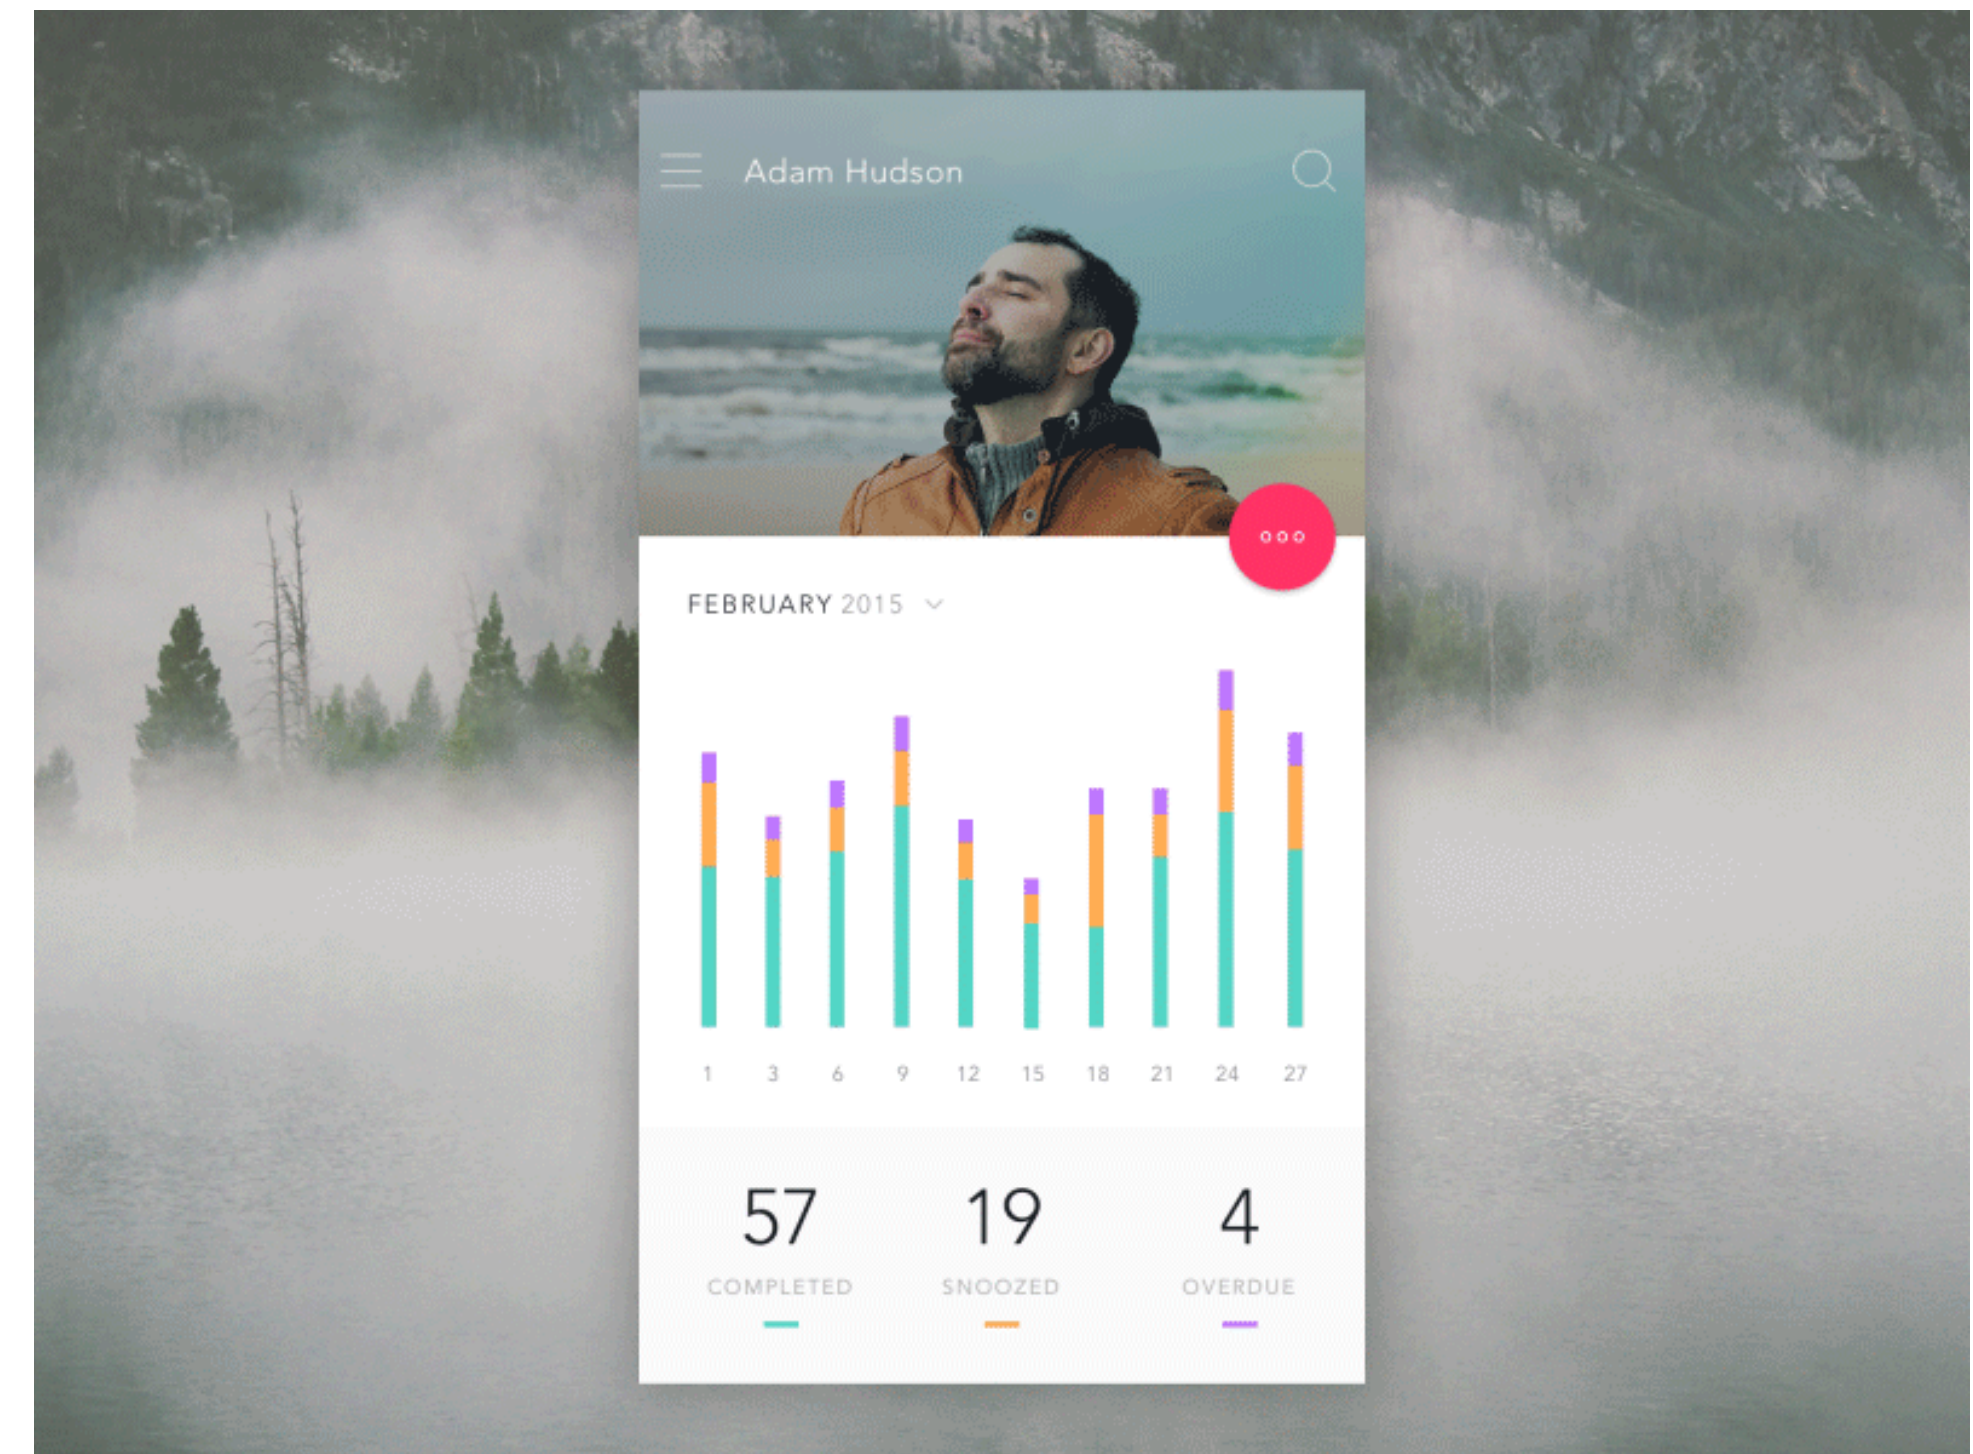 Adam Hudson
FEBRUARY 2015
1 3 6 9 12 15 18 21 24 27
57 19 4
COMPLETED SNOOZED OVERDUE